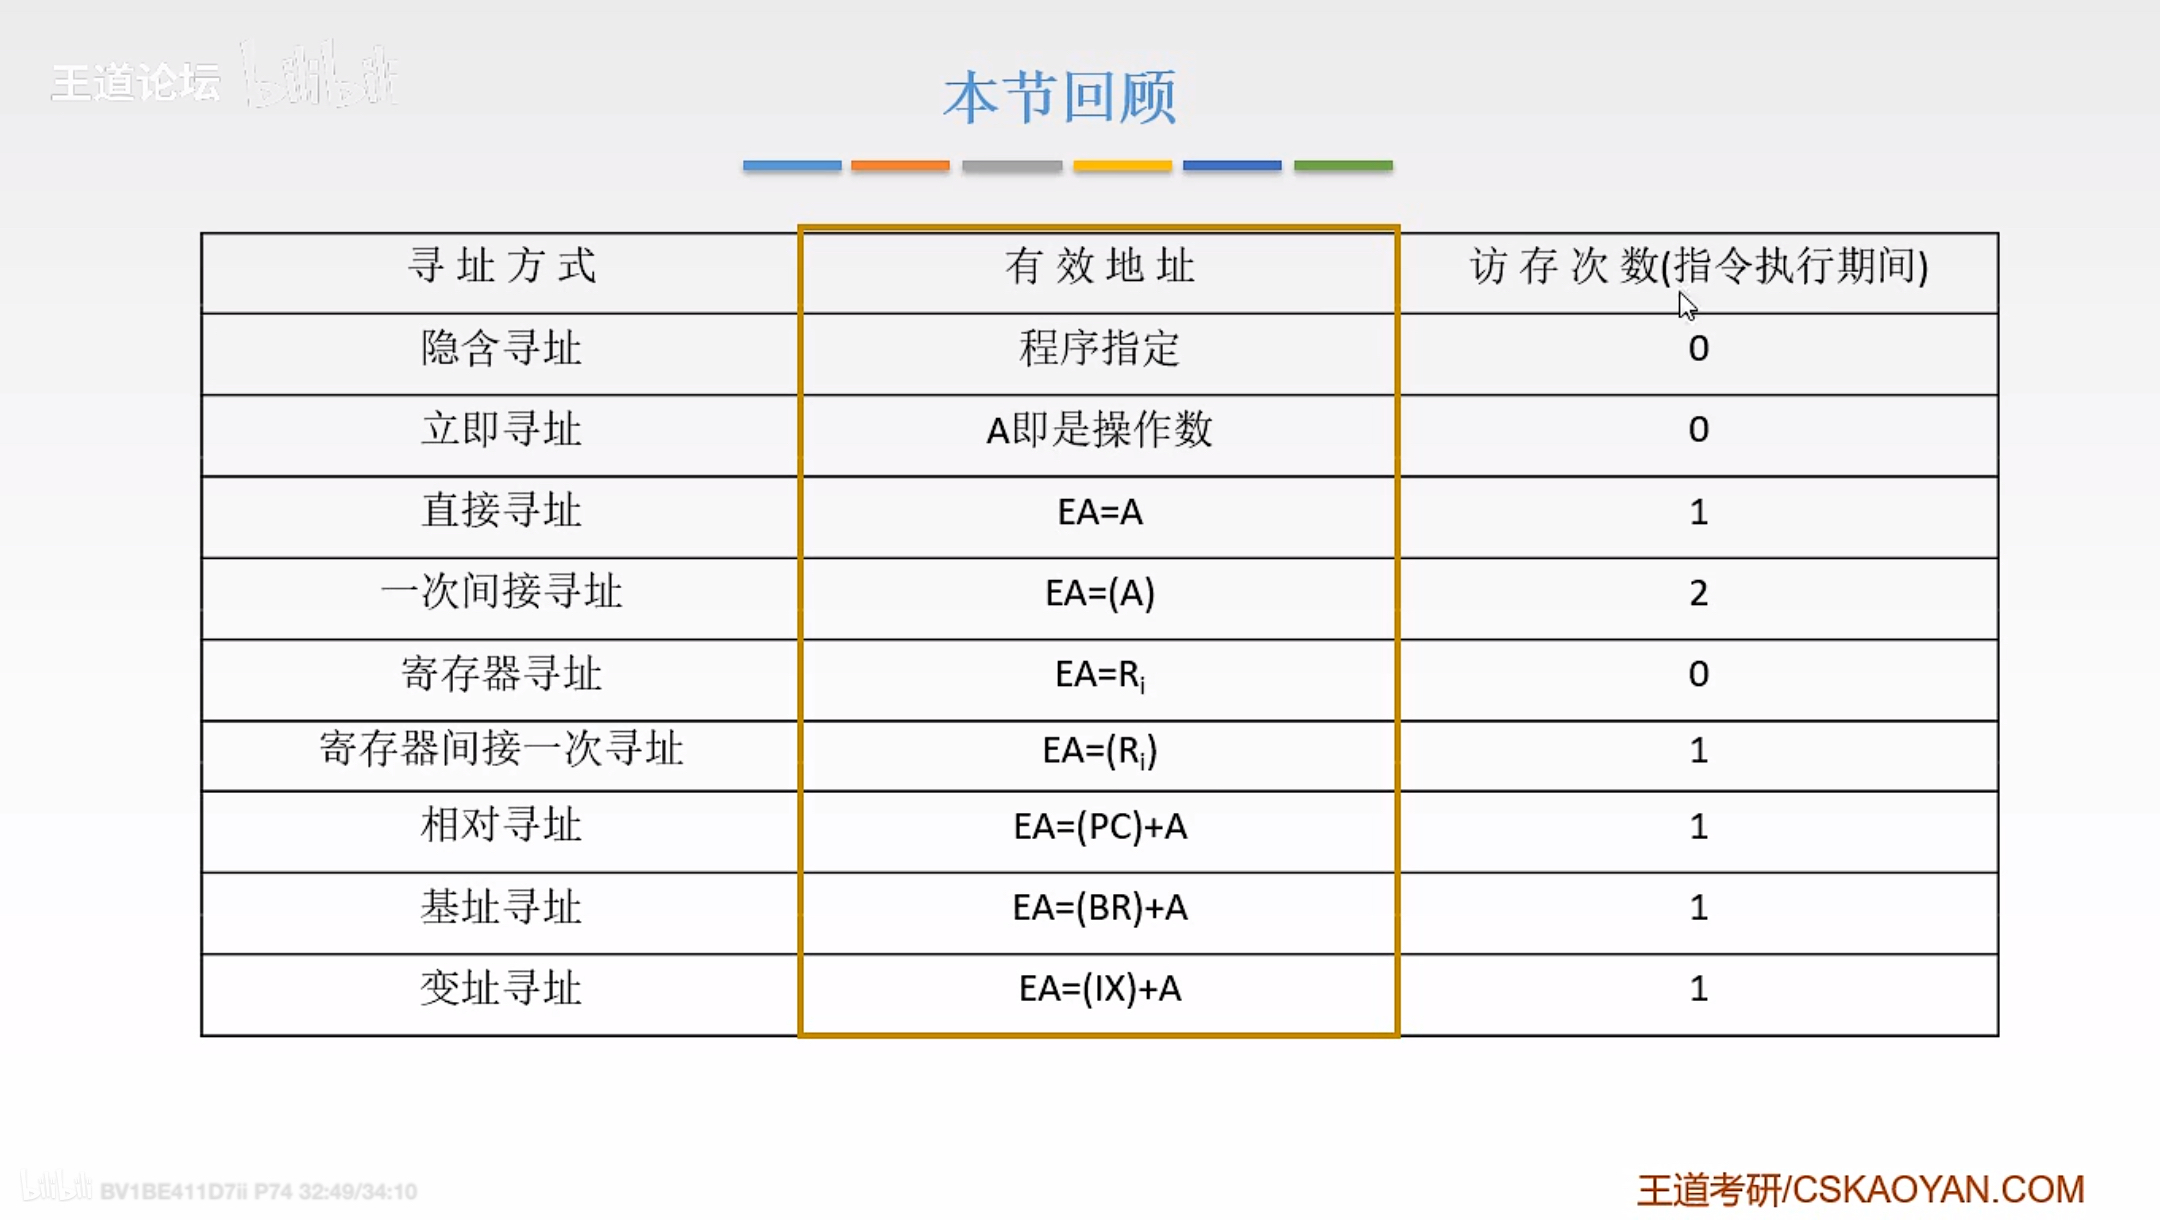 王道论坛 bilibili
本节回顾
寻址方式 有效地址 访存次数(指令执行期间)
隐含寻址 程序指定 0
立即寻址 A即是操作数 0
直接寻址 EA=A 1
一次间接寻址 EA=(A) 2
寄存器寻址 EA=Rᵢ 0
寄存器间接一次寻址 EA=(Rᵢ) 1
相对寻址 EA=(PC)+A 1
基址寻址 EA=(BR)+A 1
变址寻址 EA=(IX)+A 1
bilibili BV1BE411D7ii P74 32:49/34:10
王道考研/CSKAOYAN.COM